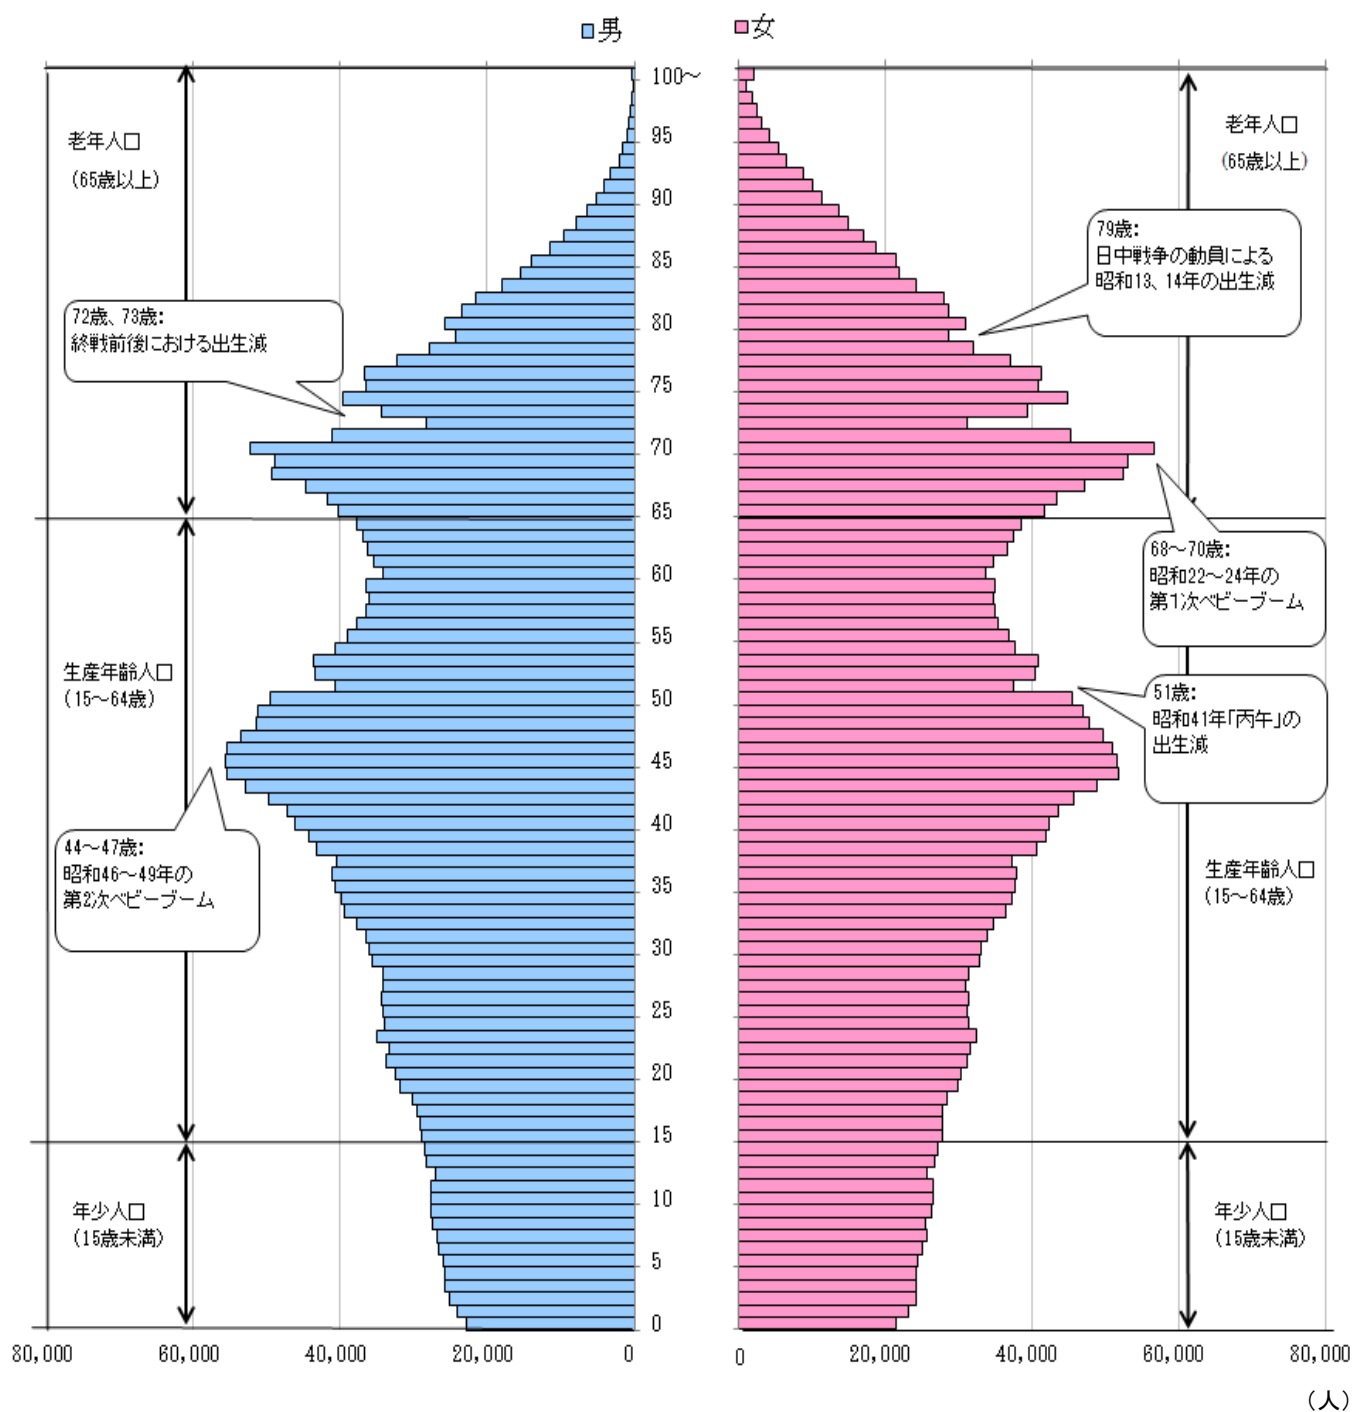 男
女
100～
95
90
85
80
75
70
65
60
55
50
45
40
35
30
25
20
15
10
5
0
老年人口
(65歳以上)
72歳、73歳:
終戦前後における出生減
生産年齢人口
(15～64歳)
44～47歳:
昭和46～49年の
第2次ベビーブーム
年少人口
(15歳未満)
老年人口
(65歳以上)
79歳:
日中戦争の動員による
昭和13、14年の出生減
68～70歳:
昭和22～24年の
第1次ベビーブーム
51歳:
昭和41年｢丙午｣の
出生減
生産年齢人口
(15～64歳)
年少人口
(15歳未満)
80,000 60,000 40,000 20,000 0
0 20,000 40,000 60,000 80,000
(人)